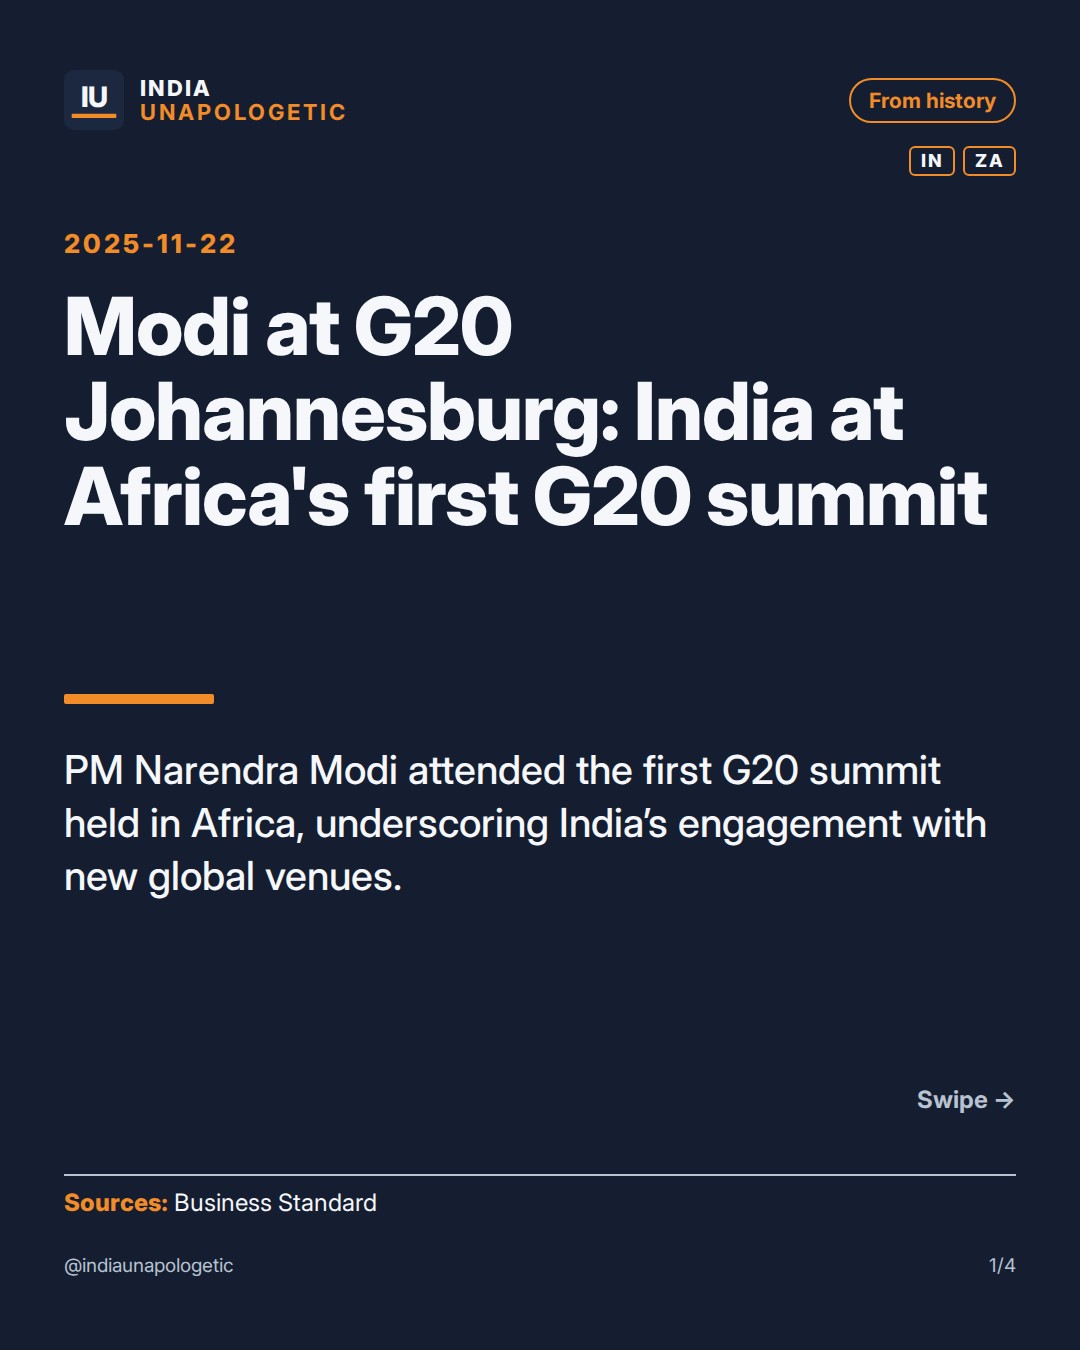 IU
INDIA
UNAPOLOGETIC
From history
IN ZA
2025-11-22
Modi at G20
Johannesburg: India at
Africa's first G20 summit
PM Narendra Modi attended the first G20 summit
held in Africa, underscoring India’s engagement with
new global venues.
Swipe →
Sources: Business Standard
@indiaunapologetic
1/4